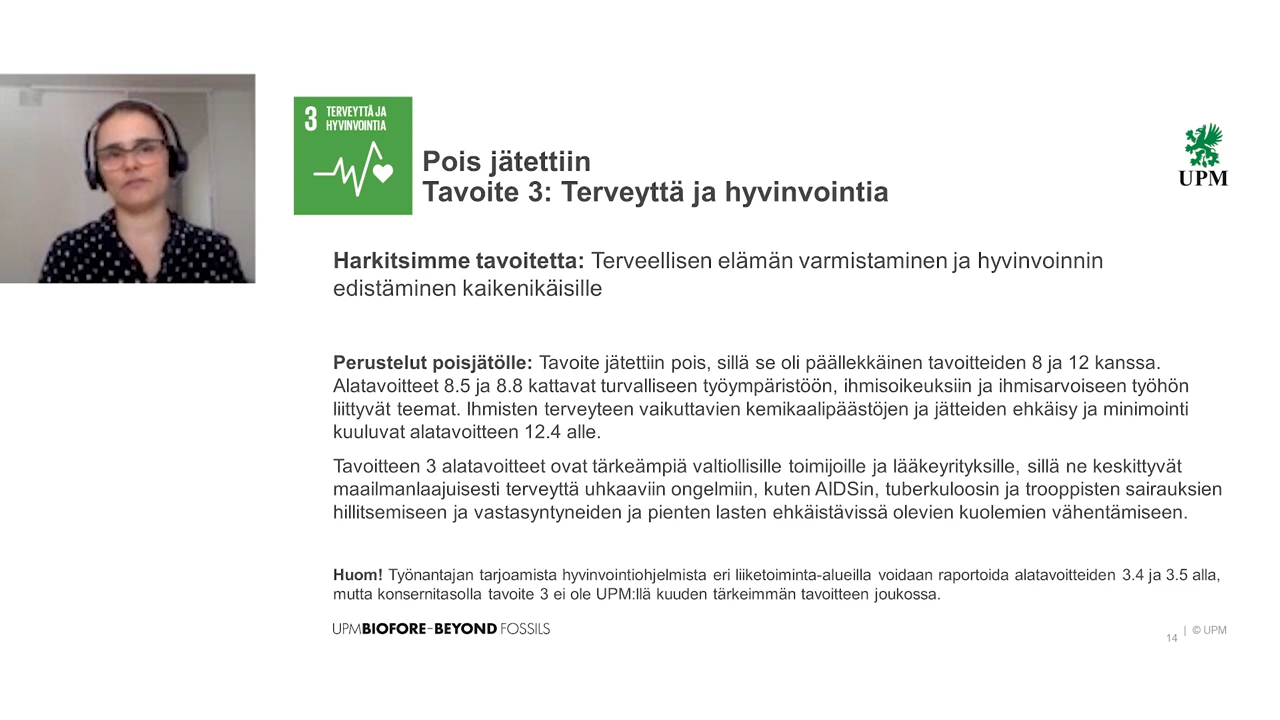 3 TERVEYTTÄ JA
HYVINVOINTIA
Pois jätettiin
Tavoite 3: Terveyttä ja hyvinvointia
UPM
Harkitsimme tavoitetta: Terveellisen elämän varmistaminen ja hyvinvoinnin
edistäminen kaikenikäisille
Perustelut poisjätölle: Tavoite jätettiin pois, sillä se oli päällekkäinen tavoitteiden 8 ja 12 kanssa.
Alatavoitteet 8.5 ja 8.8 kattavat turvalliseen työympäristöön, ihmisoikeuksiin ja ihmisarvoiseen työhön
liittyvät teemat. Ihmisten terveyteen vaikuttavien kemikaalipäästöjen ja jätteiden ehkäisy ja minimointi
kuuluvat alatavoitteen 12.4 alle.
Tavoitteen 3 alatavoitteet ovat tärkeämpiä valtiollisille toimijoille ja lääkeyrityksille, sillä ne keskittyvät
maailmanlaajuisesti terveyttä uhkaaviin ongelmiin, kuten AIDSin, tuberkuloosin ja trooppisten sairauksien
hillitsemiseen ja vastasyntyneiden ja pienten lasten ehkäistävissä olevien kuolemien vähentämiseen.
Huom! Työnantajan tarjoamista hyvinvointiohjelmista eri liiketoiminta-alueilla voidaan raportoida alatavoitteiden 3.4 ja 3.5 alla,
mutta konsernitasolla tavoite 3 ei ole UPM:llä kuuden tärkeimmän tavoitteen joukossa.
UPM BIOFORE–BEYOND FOSSILS
14 | © UPM